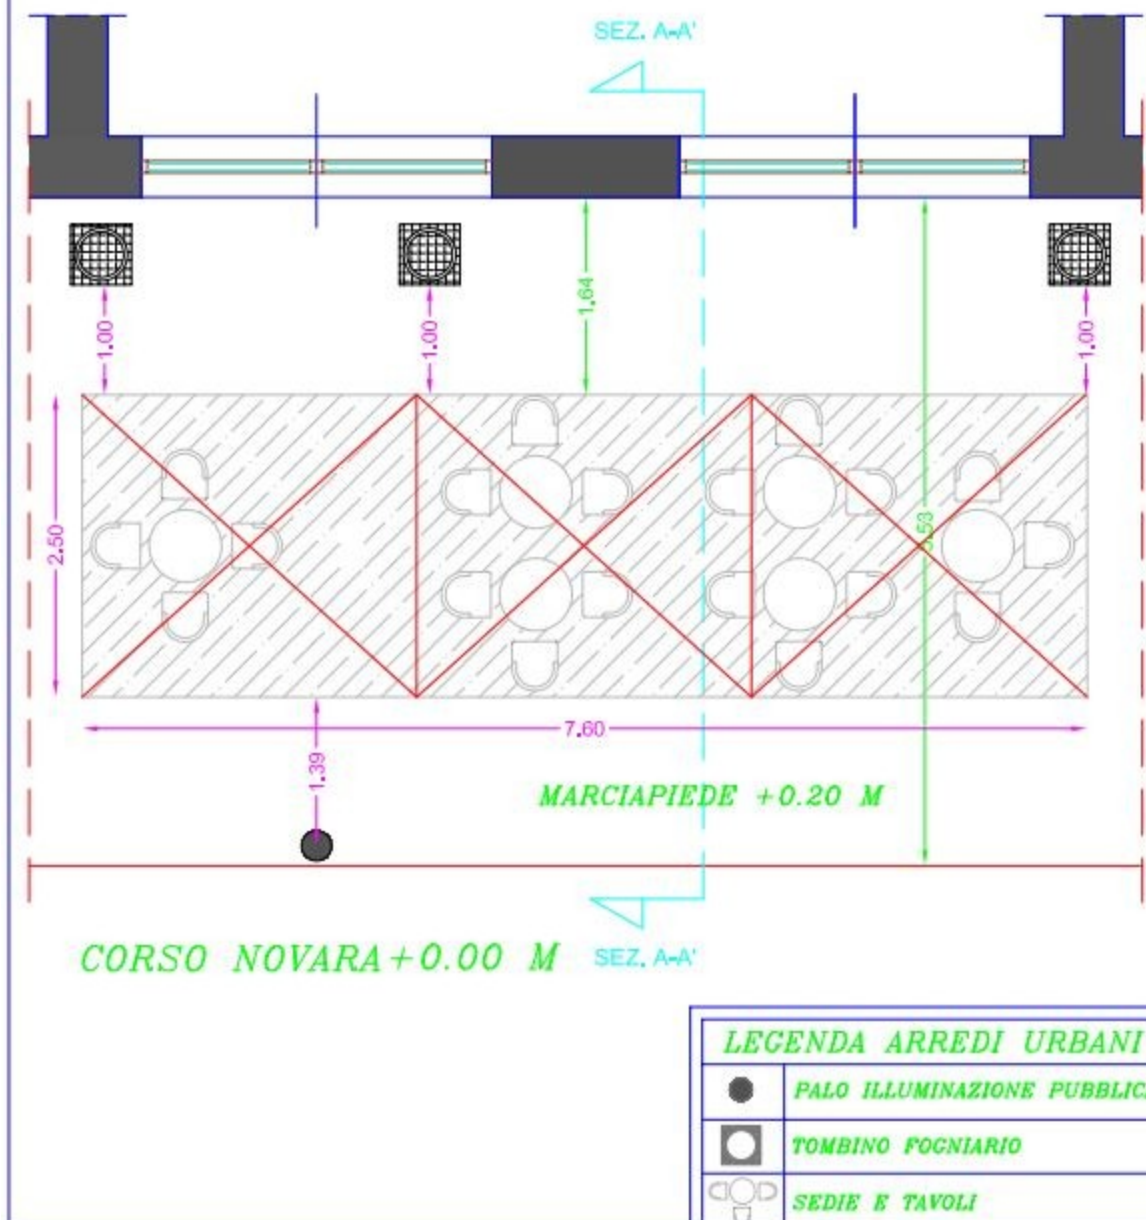 SEZ. A-A'
1.64
1.00
1.00
1.00
2.50
5.53
7.60
1.39
MARCIAPIEDE +0.20 M
CORSO NOVARA+0.00 M
SEZ. A-A'
LEGENDA ARREDI URBANI
PALO ILLUMINAZIONE PUBBLIC
TOMBINO FOGNIARIO
SEDIE E TAVOLI